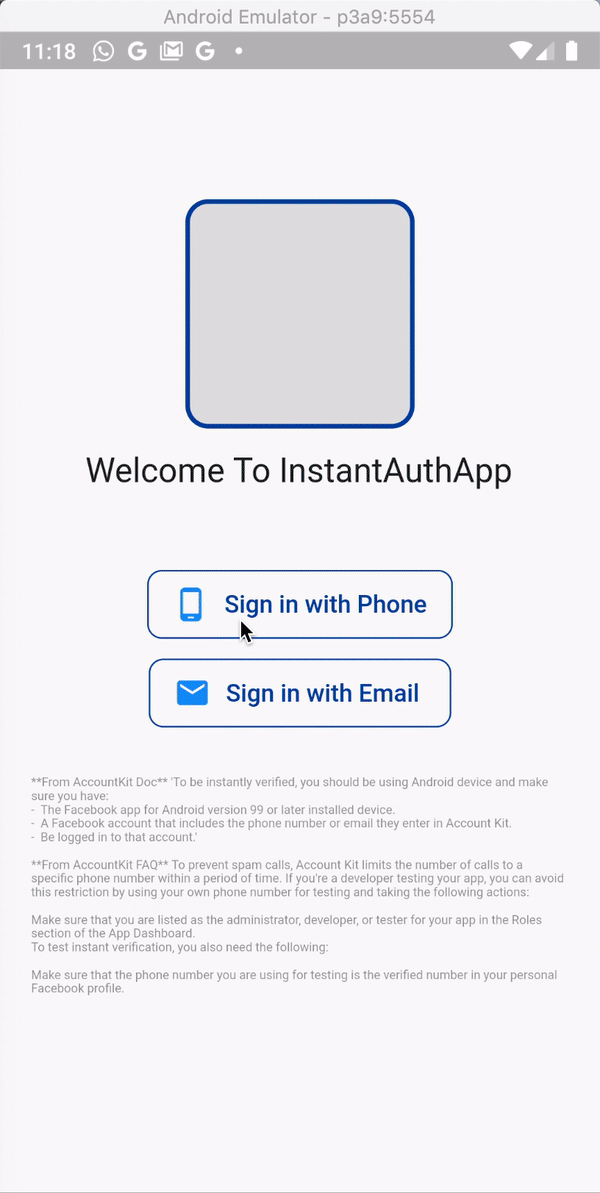 Android Emulator - p3a9:5554
11:18
Welcome To InstantAuthApp
Sign in with Phone
Sign in with Email
**From AccountKit Doc** 'To be instantly verified, you should be using Android device and make
sure you have:
- The Facebook app for Android version 99 or later installed device.
- A Facebook account that includes the phone number or email they enter in Account Kit.
- Be logged in to that account.'
**From AccountKit FAQ** To prevent spam calls, Account Kit limits the number of calls to a
specific phone number within a period of time. If you're a developer testing your app, you can avoid
this restriction by using your own phone number for testing and taking the following actions:
Make sure that you are listed as the administrator, developer, or tester for your app in the Roles
section of the App Dashboard.
To test instant verification, you also need the following:
Make sure that the phone number you are using for testing is the verified number in your personal
Facebook profile.